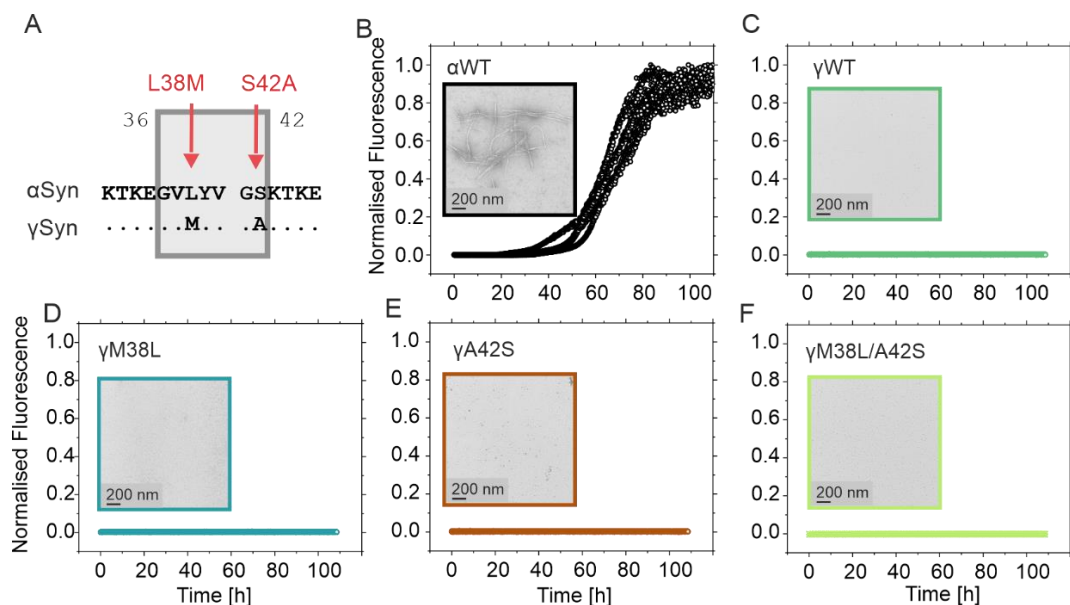 A
L38M S42A
36 42
αSyn KTKEGVLYV GSKTKE
γSyn ......M.. .A....
B
αWT
200 nm
Normalised Fluorescence
1.0
0.8
0.6
0.4
0.2
0.0
0 20 40 60 80 100
C
γWT
200 nm
1.0
0.8
0.6
0.4
0.2
0.0
0 20 40 60 80 100
D
γM38L
200 nm
Normalised Fluorescence
1.0
0.8
0.6
0.4
0.2
0.0
0 20 40 60 80 100
Time [h]
E
γA42S
200 nm
1.0
0.8
0.6
0.4
0.2
0.0
0 20 40 60 80 100
Time [h]
F
γM38L/A42S
200 nm
1.0
0.8
0.6
0.4
0.2
0.0
0 20 40 60 80 100
Time [h]